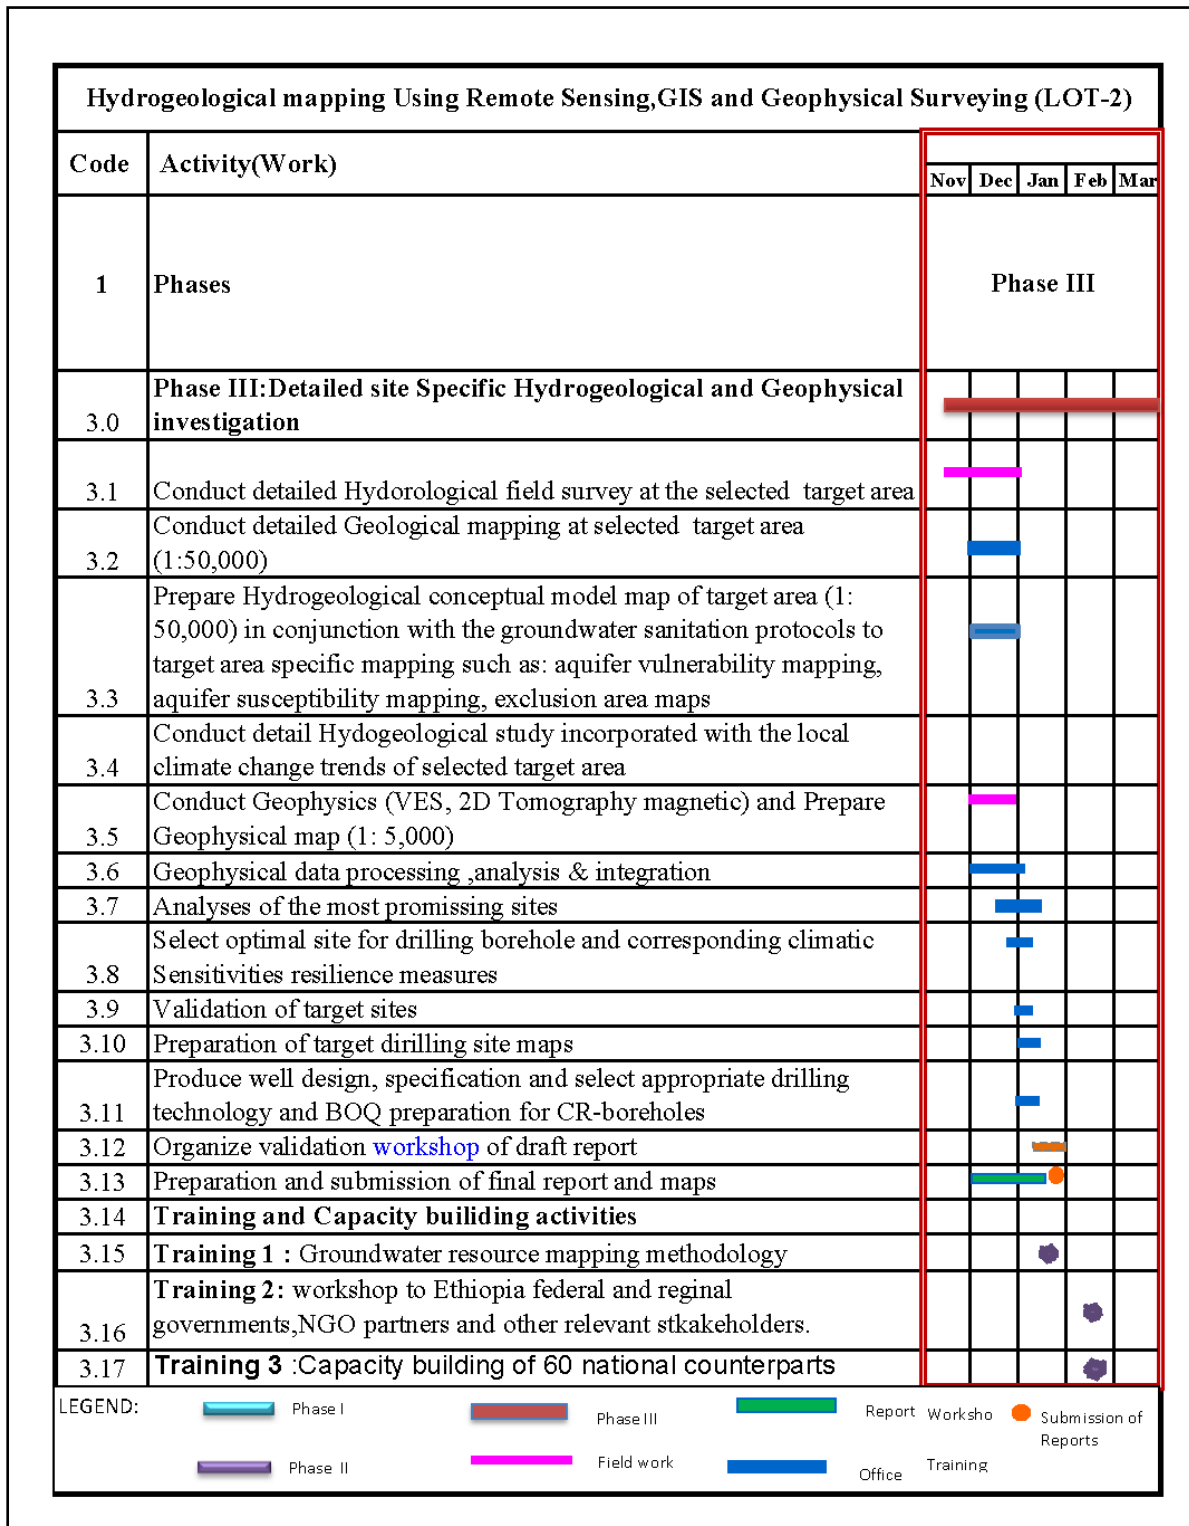 Hydrogeological mapping Using Remote Sensing,GIS and Geophysical Surveying (LOT-2)
Code Activity(Work)
Nov Dec Jan Feb Mar
1 Phases Phase III
Phase III:Detailed site Specific Hydrogeological and Geophysical
3.0 investigation
3.1 Conduct detailed Hydorological field survey at the selected target area
Conduct detailed Geological mapping at selected target area
3.2 (1:50,000)
Prepare Hydrogeological conceptual model map of target area (1:
50,000) in conjunction with the groundwater sanitation protocols to
target area specific mapping such as: aquifer vulnerability mapping,
3.3 aquifer susceptibility mapping, exclusion area maps
Conduct detail Hydogeological study incorporated with the local
3.4 climate change trends of selected target area
Conduct Geophysics (VES, 2D Tomography magnetic) and Prepare
3.5 Geophysical map (1: 5,000)
3.6 Geophysical data processing ,analysis & integration
3.7 Analyses of the most promissing sites
Select optimal site for drilling borehole and corresponding climatic
3.8 Sensitivities resilience measures
3.9 Validation of target sites
3.10 Preparation of target dirilling site maps
Produce well design, specification and select appropriate drilling
3.11 technology and BOQ preparation for CR-boreholes
3.12 Organize validation workshop of draft report
3.13 Preparation and submission of final report and maps
3.14 Training and Capacity builiding activities
3.15 Training 1 : Groundwater resource mapping methodology
Training 2: workshop to Ethiopia federal and reginal
3.16 governments,NGO partners and other relevant stkakeholders.
3.17 Training 3 :Capacity building of 60 national counterparts
LEGEND: Phase I Phase III Report Worksho Submission of
Reports
Phase II Field work Office Training